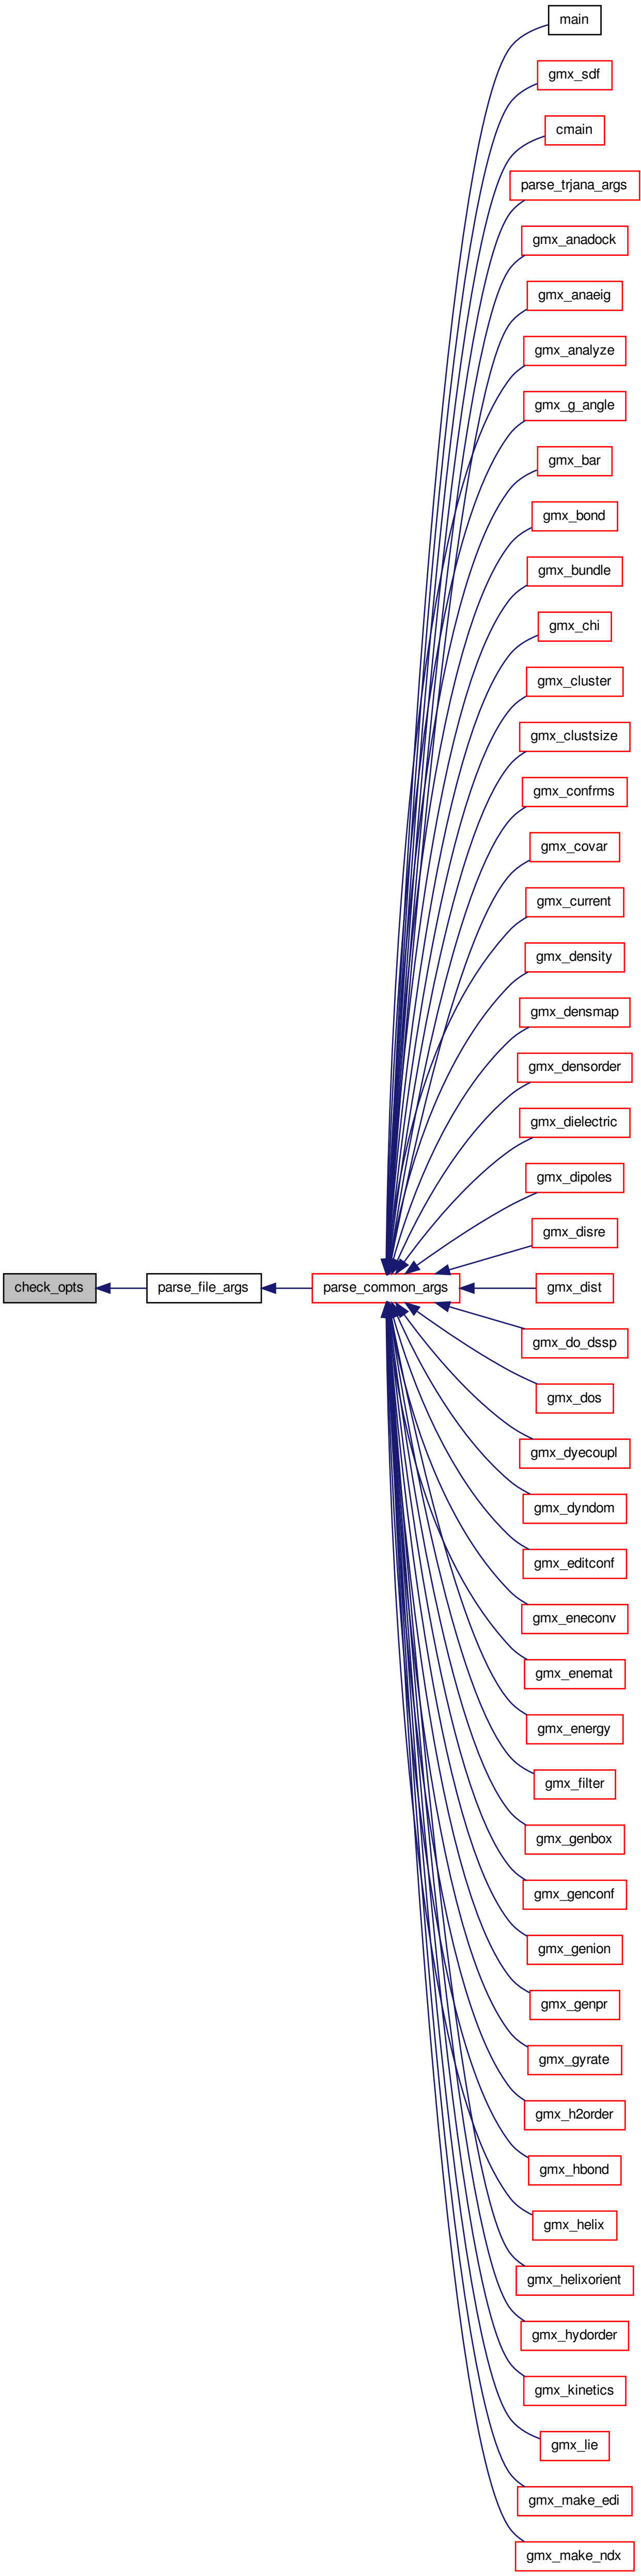 main
gmx_sdf
cmain
parse_trjana_args
gmx_anadock
gmx_anaeig
gmx_analyze
gmx_g_angle
gmx_bar
gmx_bond
gmx_bundle
gmx_chi
gmx_cluster
gmx_clustsize
gmx_confrms
gmx_covar
gmx_current
gmx_density
gmx_densmap
gmx_densorder
gmx_dielectric
gmx_dipoles
gmx_disre
check_opts
parse_file_args
parse_common_args
gmx_dist
gmx_do_dssp
gmx_dos
gmx_dyecoupl
gmx_dyndom
gmx_editconf
gmx_eneconv
gmx_enemat
gmx_energy
gmx_filter
gmx_genbox
gmx_genconf
gmx_genion
gmx_genpr
gmx_gyrate
gmx_h2order
gmx_hbond
gmx_helix
gmx_helixorient
gmx_hydorder
gmx_kinetics
gmx_lie
gmx_make_edi
gmx_make_ndx